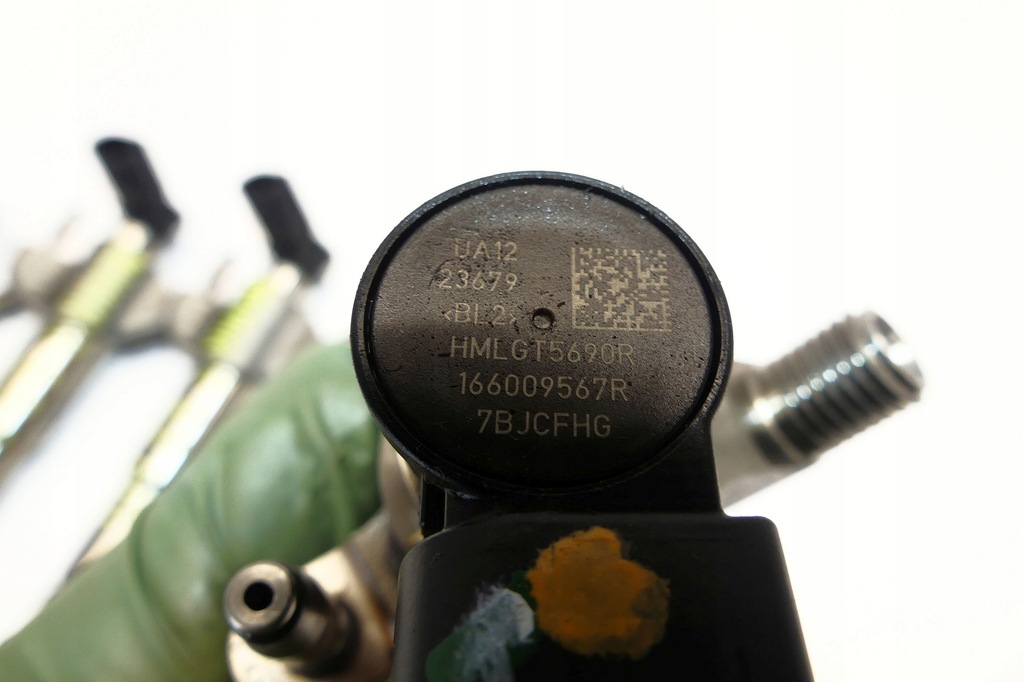 UA12
23679
<BL2>
HMLGT5690R
166009567R
7BJCFHG